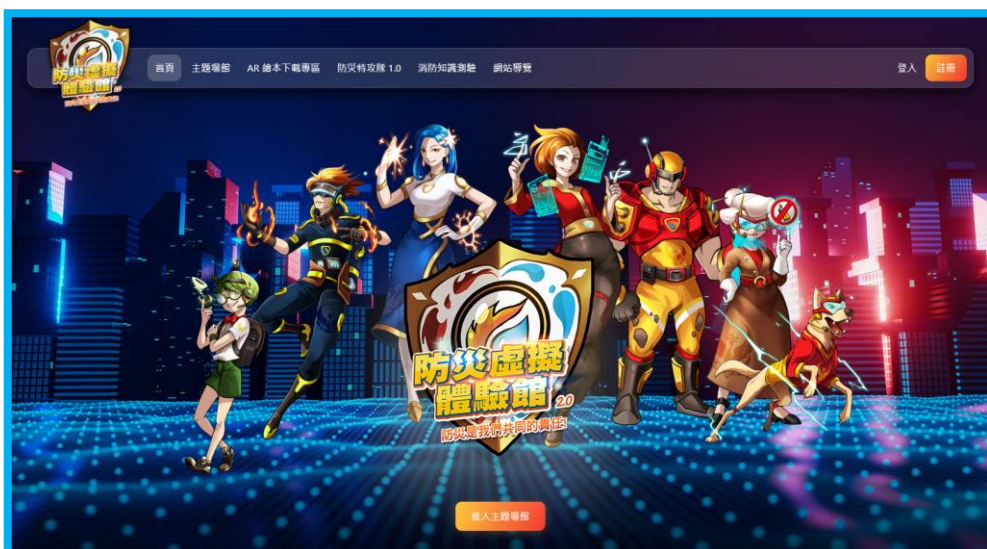 防災虛擬
體驗館 2.0
首頁 主題場館 AR 繪本下載專區 防災特攻隊 1.0 消防知識測驗 網站導覽
登入 註冊
防災虛擬
體驗館 2.0
防災是我們共同的責任!
進入主題場館